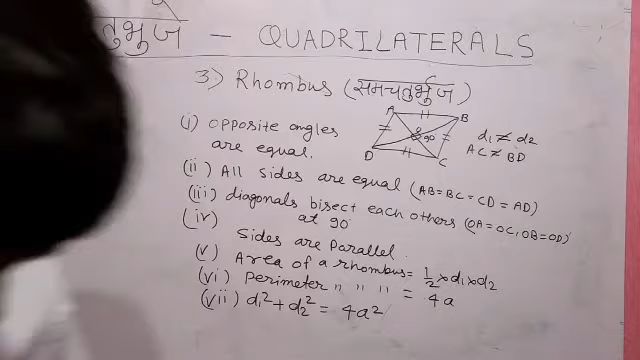 चतुर्भुज - QUADRILATERALS
3) Rhombus (समचतुर्भुज)
A B
D C
90
d₁ ≠ d₂
AC ≠ BD
(i) opposite angles
are equal.
(ii) All sides are equal (AB=BC=CD=AD)
(iii) diagonals bisect each others (OA=OC, OB=OD)
at 90
(iv) Sides are Parallel.
(v) Area of a rhombus = 1/2 × d₁ × d₂
(vi) Perimeter " " " = 4a
(vii) d₁² + d₂² = 4a²